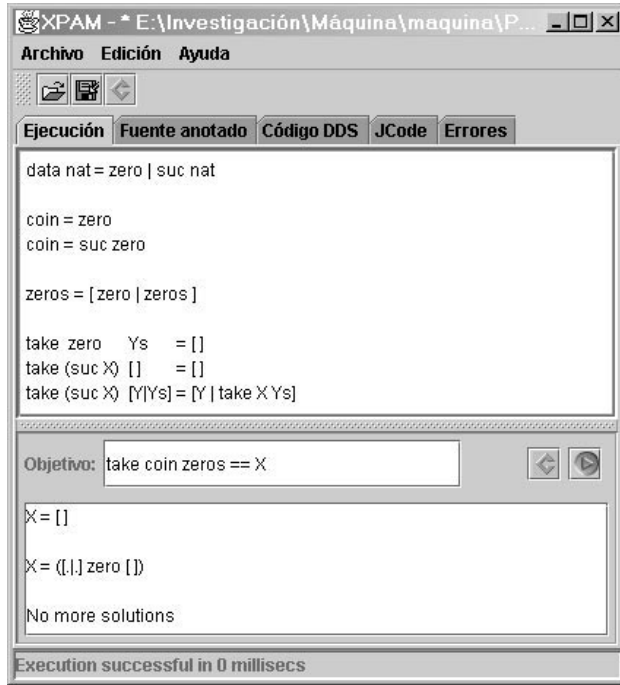 XPAM - * E:\Investigación\Máquina\maquina\P...
Archivo Edición Ayuda
Ejecución Fuente anotado Código DDS JCode Errores
data nat = zero | suc nat
coin = zero
coin = suc zero
zeros = [ zero | zeros ]
take zero Ys = []
take (suc X) [] = []
take (suc X) [Y|Ys] = [Y | take X Ys]
Objetivo: take coin zeros == X
X = []
X = ([.|.] zero [])
No more solutions
Execution successful in 0 millisecs